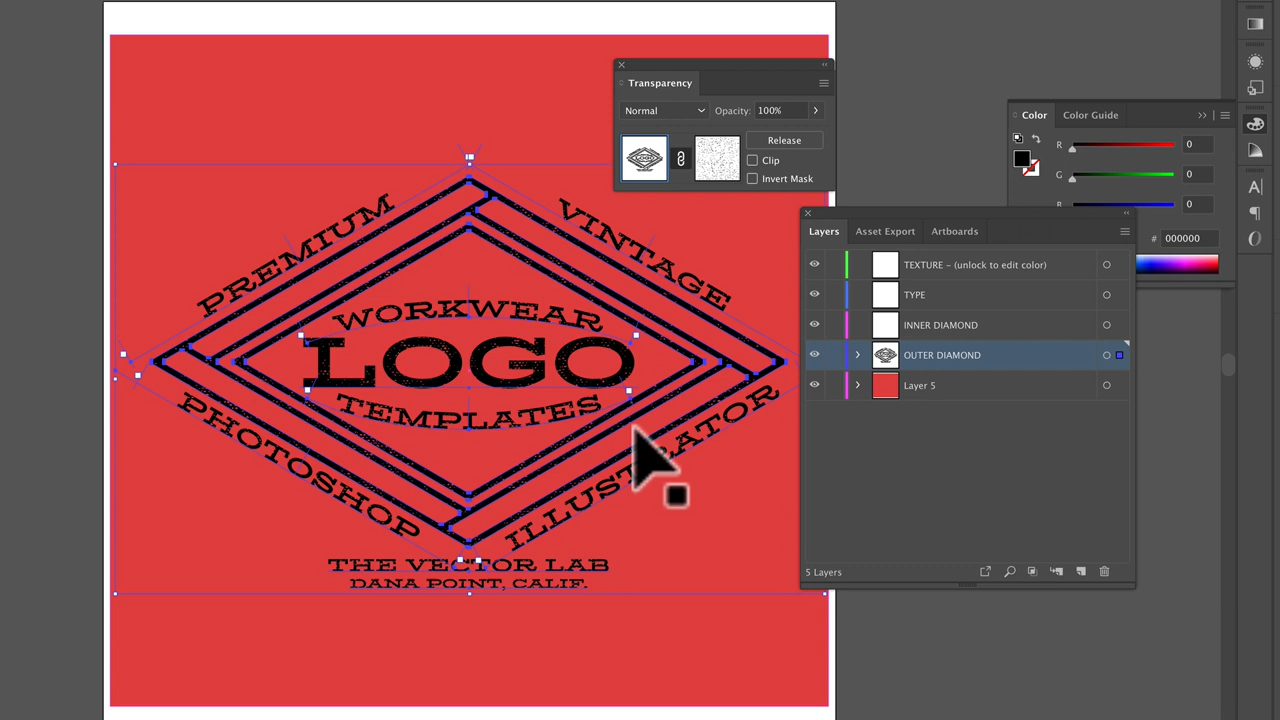 Transparency
Normal
Opacity:
100%
Release
Clip
Invert Mask
Color
Color Guide
R
0
G
0
B
0
#
000000
Layers
Asset Export
Artboards
TEXTURE – (unlock to edit color)
TYPE
INNER DIAMOND
OUTER DIAMOND
Layer 5
5 Layers
PREMIUM
VINTAGE
WORKWEAR
LOGO
TEMPLATES
PHOTOSHOP
ILLUSTRATOR
THE VECTOR LAB
DANA POINT, CALIF.